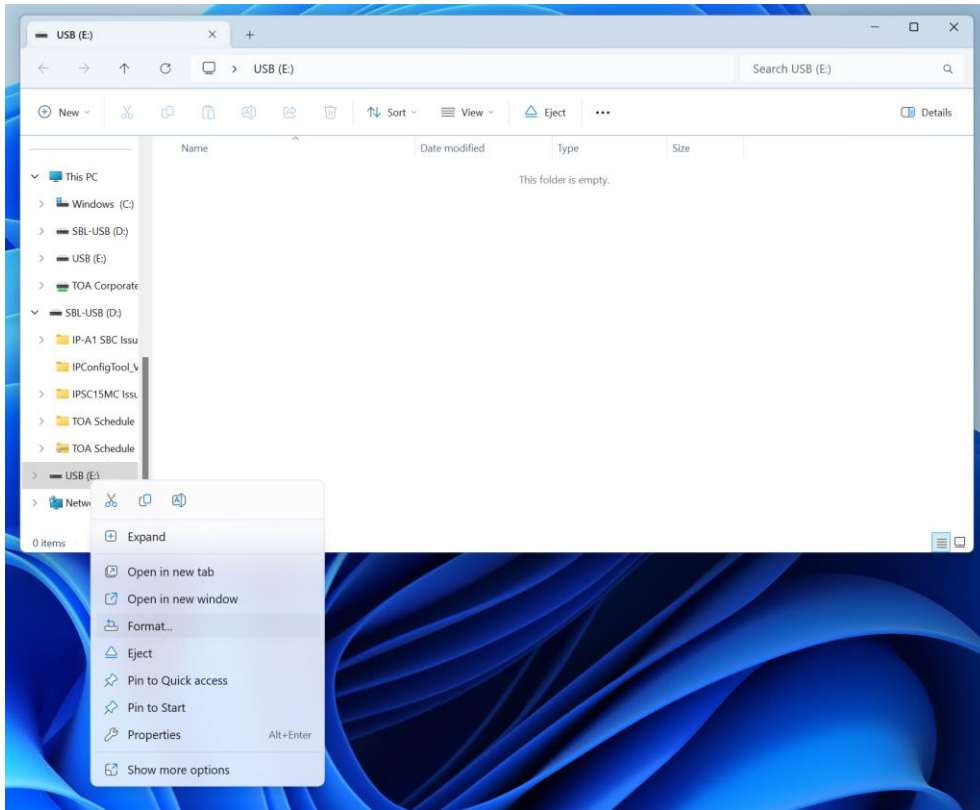 USB (E:)
USB (E:)
Search USB (E:)
New
Sort
View
Eject
Details
Name
Date modified
Type
Size
This folder is empty.
This PC
Windows (C:)
SBL-USB (D:)
USB (E:)
TOA Corporate
SBL-USB (D:)
IP-A1 SBC Issu
IPConfigTool_V
IPSC15MC Issu
TOA Schedule
TOA Schedule
USB (E:)
Netw
0 items
Expand
Open in new tab
Open in new window
Format...
Eject
Pin to Quick access
Pin to Start
Properties Alt+Enter
Show more options